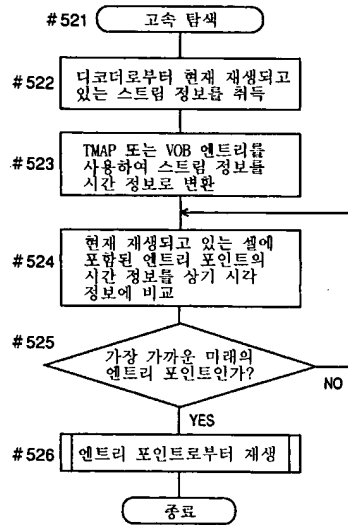 #521 고속 탐색
#522 디코더로부터 현재 재생되고
있는 스트림 정보를 취득
#523 TMAP 또는 VOB 엔트리를
사용하여 스트림 정보를
시간 정보로 변환
#524 현재 재생되고 있는 셀에
포함된 엔트리 포인트의
시간 정보를 상기 시각
정보에 비교
#525 가장 가까운 미래의
엔트리 포인트인가?
NO
YES
#526 엔트리 포인트로부터 재생
종료